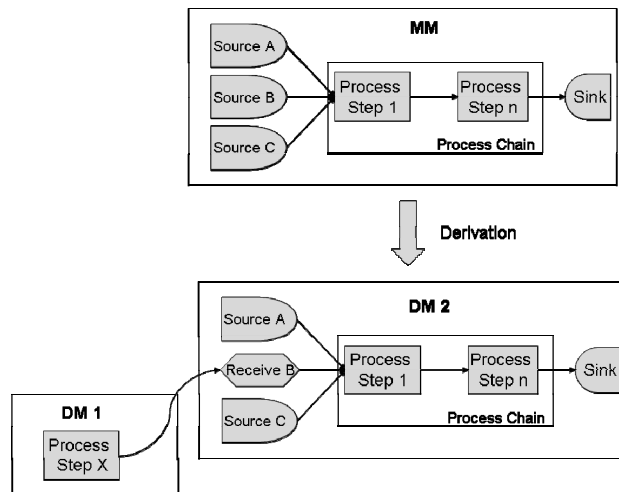 MM
Source A
Source B
Source C
Process
Step 1
Process
Step n
Sink
Process Chain
Derivation
DM 2
Source A
Receive B
Source C
Process
Step 1
Process
Step n
Sink
Process Chain
DM 1
Process
Step X